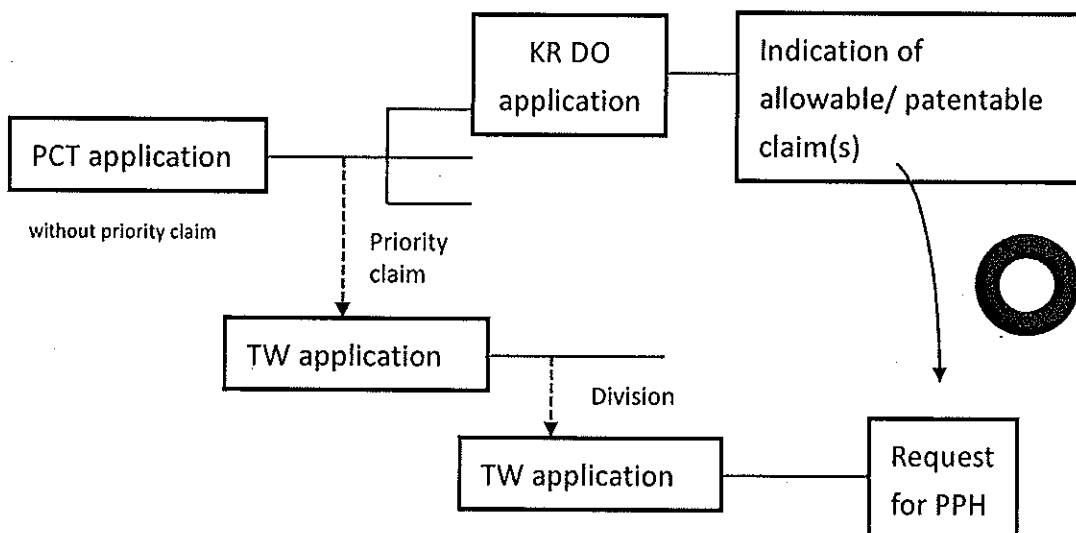 KR DO
application
Indication of
allowable/ patentable
claim(s)
PCT application
without priority claim
Priority
claim
TW application
Division
TW application
Request
for PPH